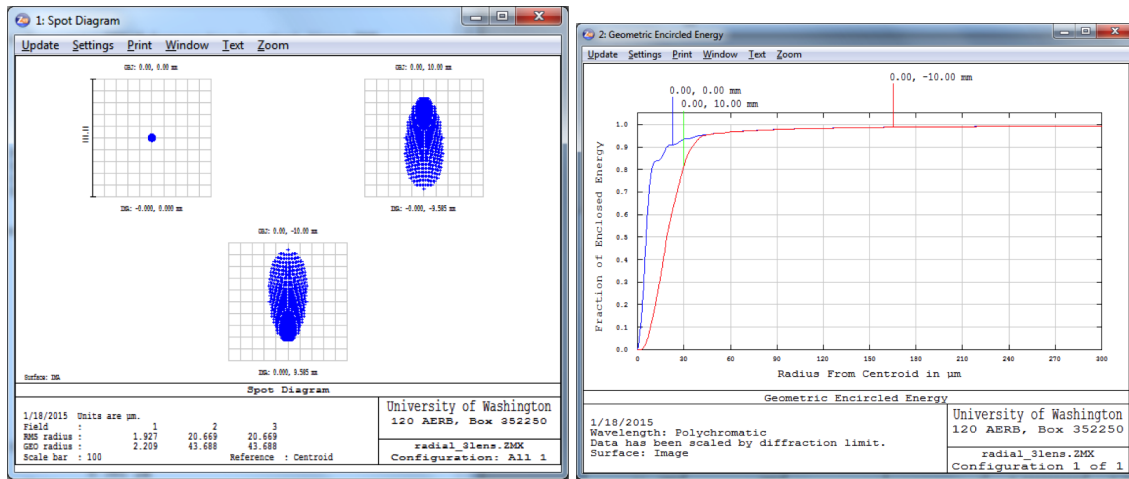 1: Spot Diagram
Update Settings Print Window Text Zoom
OBJ: 0.00, 0.00 mm
OBJ: 0.00, 10.00 mm
IMA: -0.000, 0.000 mm
IMA: -0.000, -9.585 mm
OBJ: 0.00, -10.00 mm
IMA: 0.000, 9.585 mm
Surface: IMA
Spot Diagram
1/18/2015 Units are µm.
Field : 1 2 3
RMS radius : 1.927 20.669 20.669
GEO radius : 2.209 43.688 43.688
Scale bar : 100 Reference : Centroid
University of Washington
120 AERB, Box 352250
radial_3lens.ZMX
Configuration: All 1
2: Geometric Encircled Energy
Update Settings Print Window Text Zoom
0.00, -10.00 mm
0.00, 0.00 mm
0.00, 10.00 mm
Fraction of Enclosed Energy
1.0
0.9
0.8
0.7
0.6
0.5
0.4
0.3
0.2
0.1
0.0
0 30 60 90 120 150 180 210 240 270 300
Radius From Centroid in µm
Geometric Encircled Energy
1/18/2015
Wavelength: Polychromatic
Data has been scaled by diffraction limit.
Surface: Image
University of Washington
120 AERB, Box 352250
radial_3lens.ZMX
Configuration 1 of 1